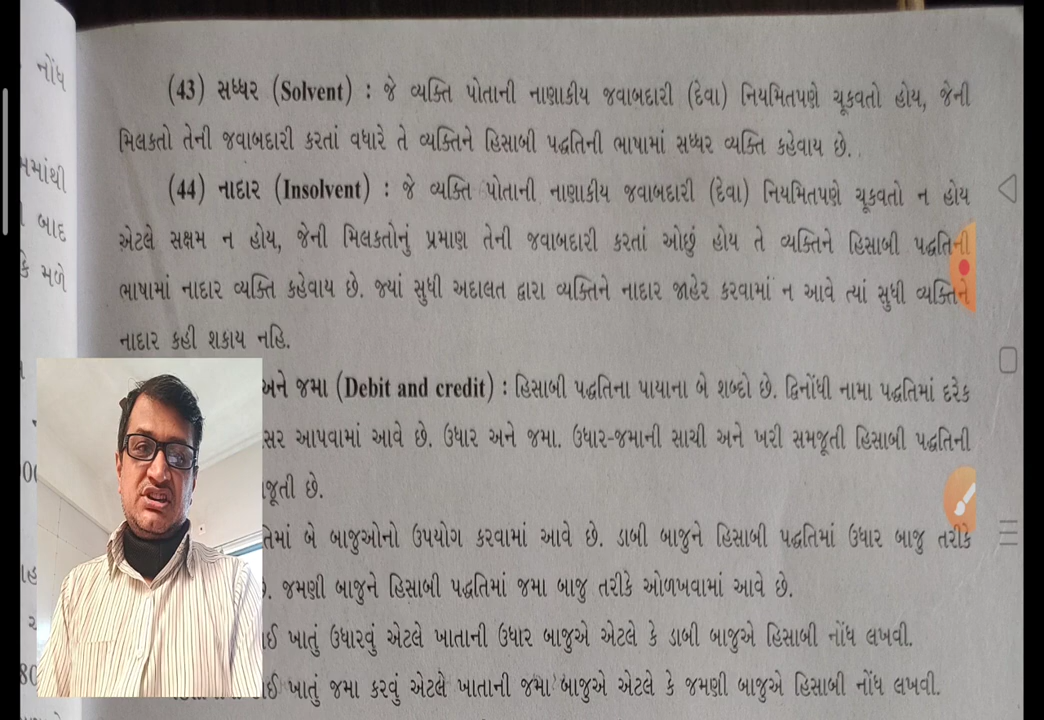 નોંધ
(43) સધ્ધર (Solvent) : જે વ્યક્તિ પોતાની નાણાકીય જવાબદારી (દેવા) નિયમિતપણે ચૂકવતો હોય, જેની
મિલકતો તેની જવાબદારી કરતાં વધારે તે વ્યક્તિને હિસાબી પદ્ધતિની ભાષામાં સધ્ધર વ્યક્તિ કહેવાય છે.
(44) નાદાર (Insolvent) : જે વ્યક્તિ પોતાની નાણાકીય જવાબદારી (દેવા) નિયમિતપણે ચૂકવતો ન હોય
બાદ
એટલે સક્ષમ ન હોય, જેની મિલકતોનું પ્રમાણ તેની જવાબદારી કરતાં ઓછું હોય તે વ્યક્તિને હિસાબી પદ્ધતિની
કે મળે
ભાષામાં નાદાર વ્યક્તિ કહેવાય છે. જ્યાં સુધી અદાલત દ્વારા વ્યક્તિને નાદાર જાહેર કરવામાં ન આવે ત્યાં સુધી વ્યક્તિને
નાદાર કહી શકાય નહિ.
અને જમા (Debit and credit) : હિસાબી પદ્ધતિના પાયાના બે શબ્દો છે. દ્વિનોંધી નામા પદ્ધતિમાં દરેક
સર આપવામાં આવે છે. ઉધાર અને જમા. ઉધાર-જમાની સાચી અને ખરી સમજૂતી હિસાબી પદ્ધતિની
જૂતી છે.
તિમાં બે બાજુઓનો ઉપયોગ કરવામાં આવે છે. ડાબી બાજુને હિસાબી પદ્ધતિમાં ઉધાર બાજુ તરીકે
જમણી બાજુને હિસાબી પદ્ધતિમાં જમા બાજુ તરીકે ઓળખવામાં આવે છે.
ઈ ખાતું ઉધારવું એટલે ખાતાની ઉધાર બાજુએ એટલે કે ડાબી બાજુએ હિસાબી નોંધ લખવી.
ઈ ખાતું જમા કરવું એટલે ખાતાની જમા બાજુએ એટલે કે જમણી બાજુએ હિસાબી નોંધ લખવી.